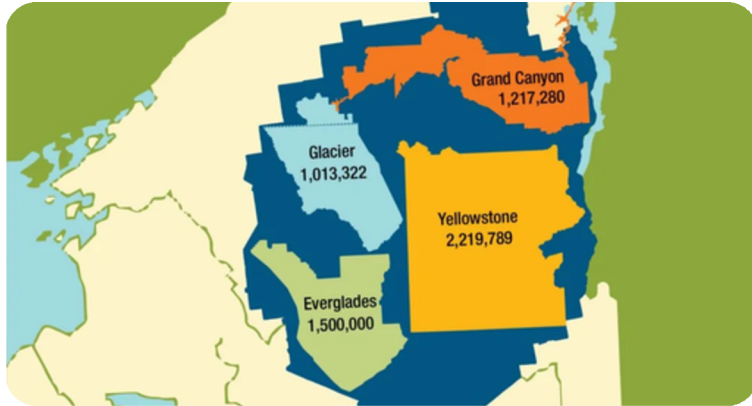 Grand Canyon
1,217,280
Glacier
1,013,322
Yellowstone
2,219,789
Everglades
1,500,000